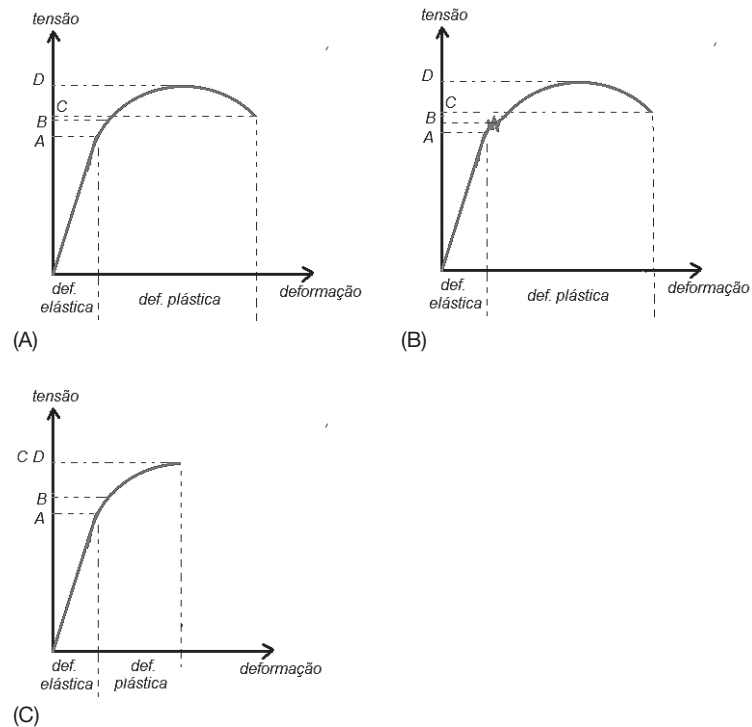 tensão
D
C
B
A
def.
elástica
def. plástica
deformação
(A)
tensão
D
C
B
A
def.
elástica
def. plástica
deformação
(B)
tensão
C D
B
A
def.
elástica
def.
plástica
deformação
(C)